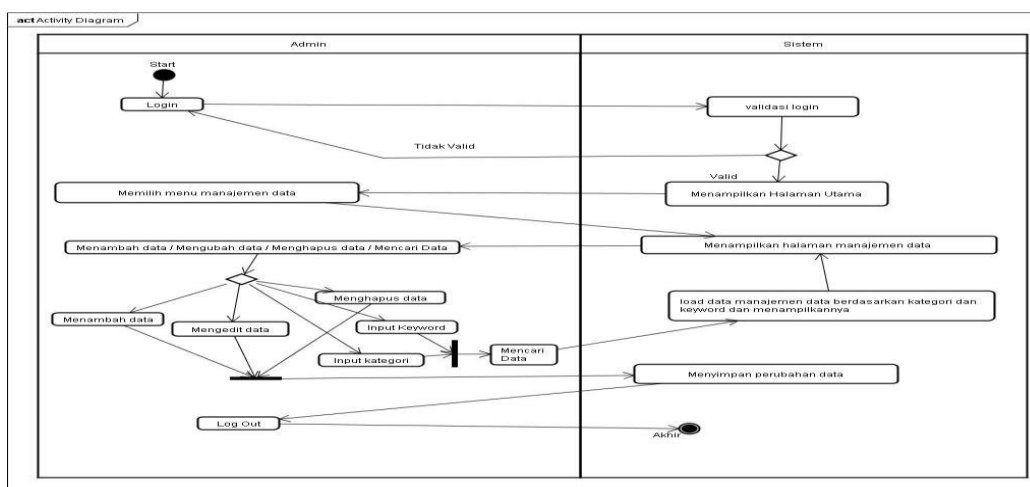 act Activity Diagram
Admin
Sistem
Start
Login
validasi login
Tidak Valid
Valid
Memilih menu manajemen data
Menampilkan Halaman Utama
Menambah data / Mengubah data / Menghapus data / Mencari Data
Menampilkan halaman manajemen data
Menghapus data
load data manajemen data berdasarkan kategori dan
keyword dan menampilkannya
Menambah data
Mengedit data
Input Keyword
Input kategori
Mencari
Data
Menyimpan perubahan data
Log Out
Akhir